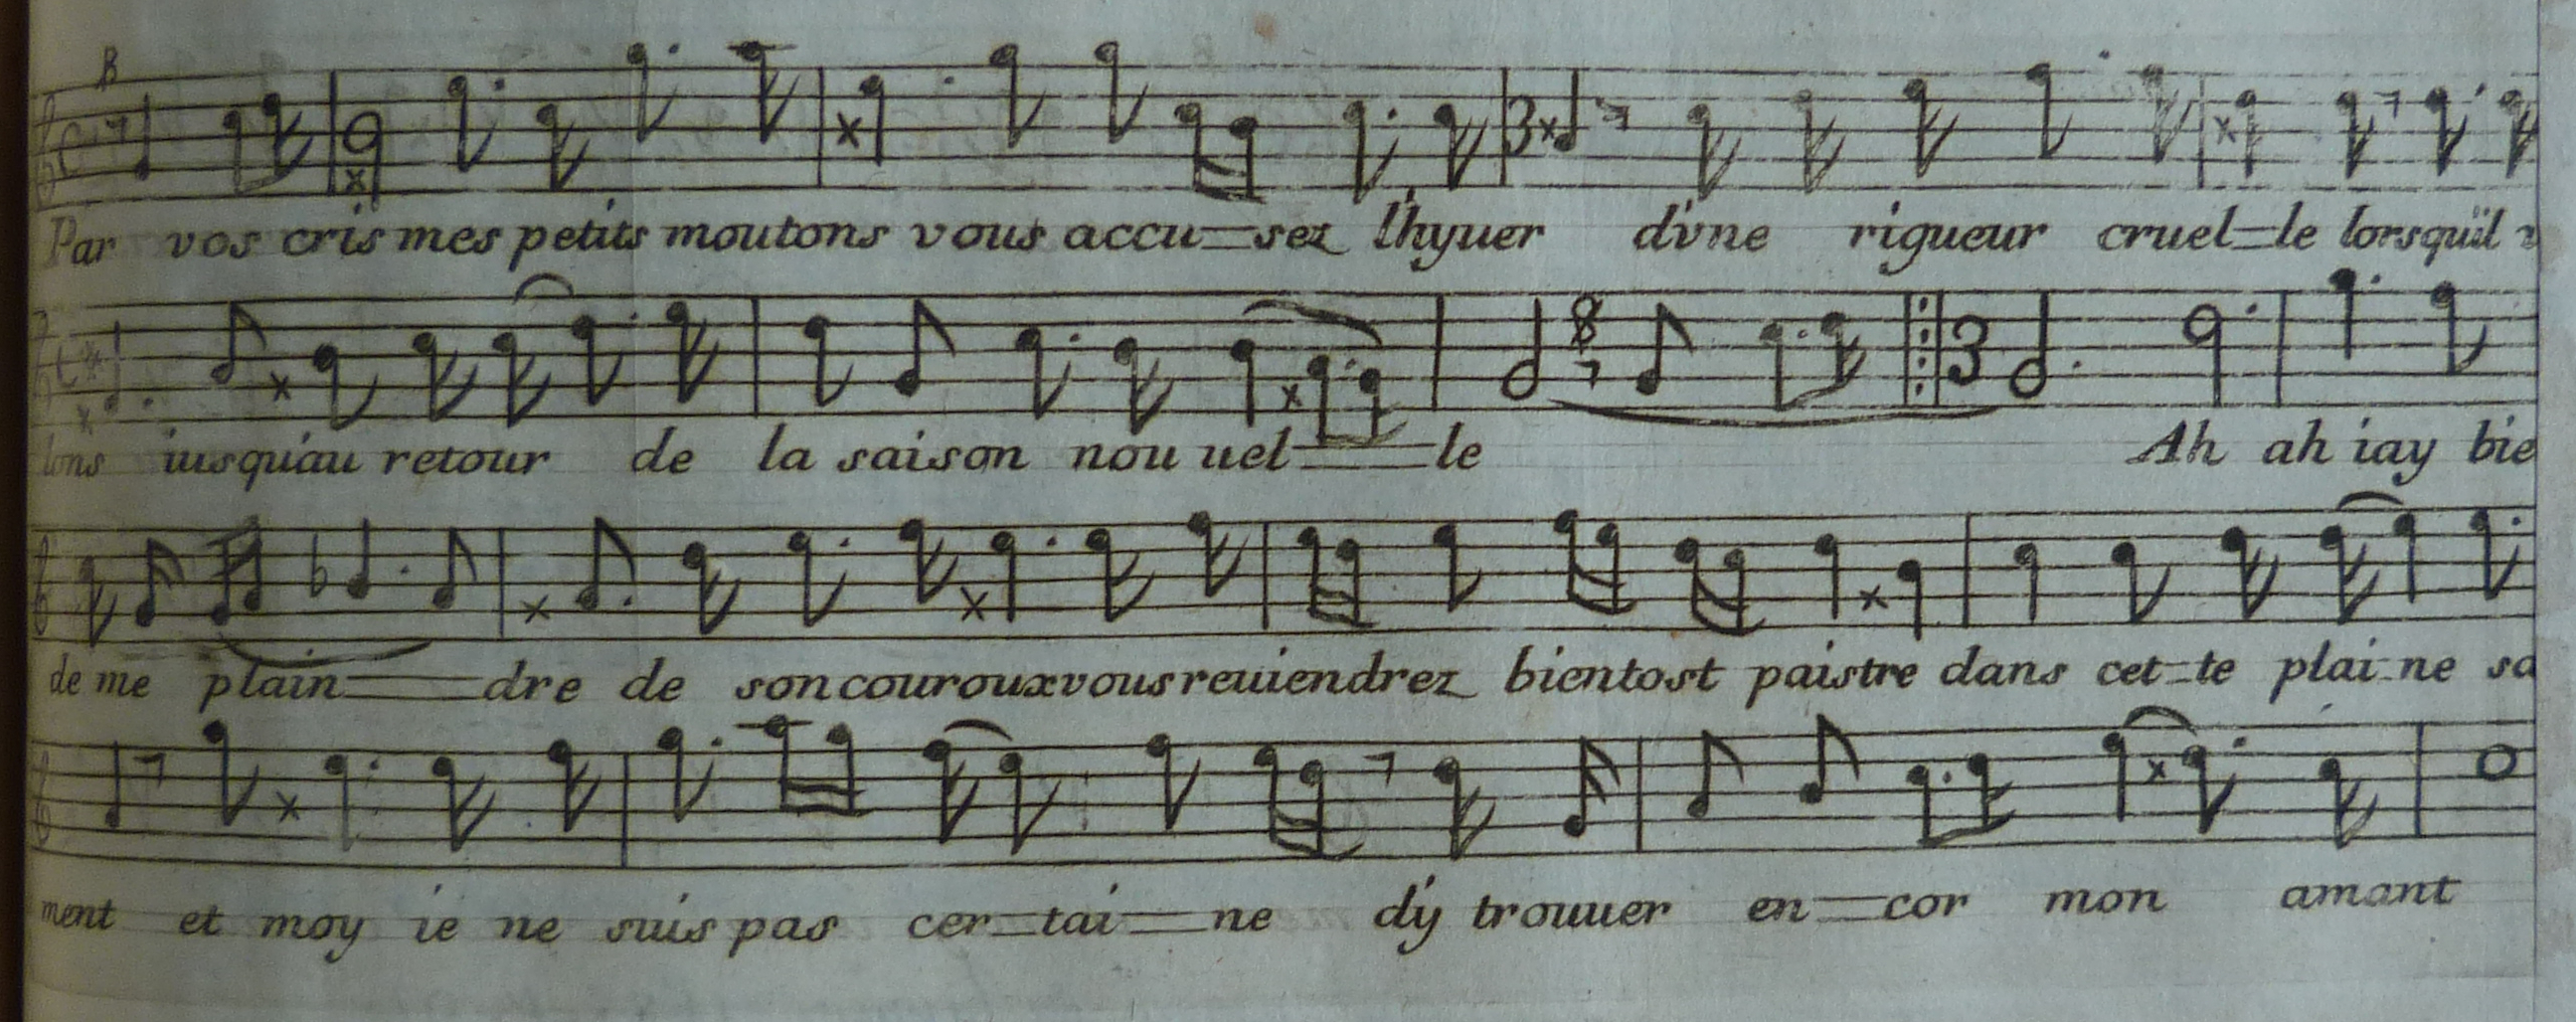 Par vos cris mes petits moutons vous accu-sez l'hyuer d'vne rigueur cruel-le lorsquil
lons iusqu'au retour de la saison nou uel-le Ah ah iay bie
de me plain-dre de son couroux vous reuiendrez bientost paistre dans cet-te plai-ne sa
ment et moy ie ne suis pas cer-tai-ne d'y trouuer en-cor mon amant